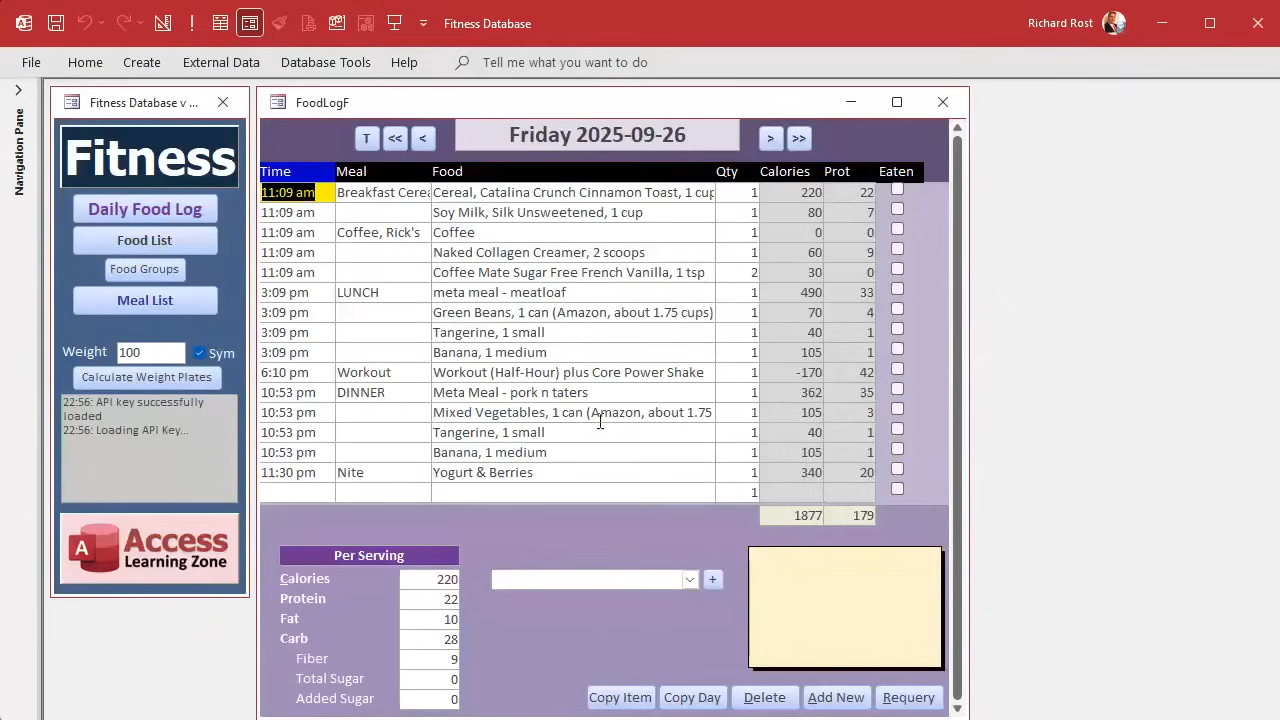 Fitness Database
Richard Rost
File Home Create External Data Database Tools Help Tell me what you want to do
Navigation Pane
Fitness Database v ...
Fitness
Daily Food Log
Food List
Food Groups
Meal List
Weight 100 Sym
Calculate Weight Plates
22:56: API key successfully
loaded
22:56: Loading API Key...
Access
Learning Zone
FoodLogF
T << < Friday 2025-09-26 > >>
Time Meal Food Qty Calories Prot Eaten
11:09 am Breakfast Cere Cereal, Catalina Crunch Cinnamon Toast, 1 cup 1 220 22
11:09 am Soy Milk, Silk Unsweetened, 1 cup 1 80 7
11:09 am Coffee, Rick's Coffee 1 0 0
11:09 am Naked Collagen Creamer, 2 scoops 1 60 9
11:09 am Coffee Mate Sugar Free French Vanilla, 1 tsp 2 30 0
3:09 pm LUNCH meta meal - meatloaf 1 490 33
3:09 pm Green Beans, 1 can (Amazon, about 1.75 cups) 1 70 4
3:09 pm Tangerine, 1 small 1 40 1
3:09 pm Banana, 1 medium 1 105 1
6:10 pm Workout Workout (Half-Hour) plus Core Power Shake 1 -170 42
10:53 pm DINNER Meta Meal - pork n taters 1 362 35
10:53 pm Mixed Vegetables, 1 can (Amazon, about 1.75 1 105 3
10:53 pm Tangerine, 1 small 1 40 1
10:53 pm Banana, 1 medium 1 105 1
11:30 pm Nite Yogurt & Berries 1 340 20
1
1877 179
Per Serving
Calories 220
Protein 22
Fat 10
Carb 28
Fiber 9
Total Sugar 0
Added Sugar 0
+
Copy Item Copy Day Delete Add New Requery